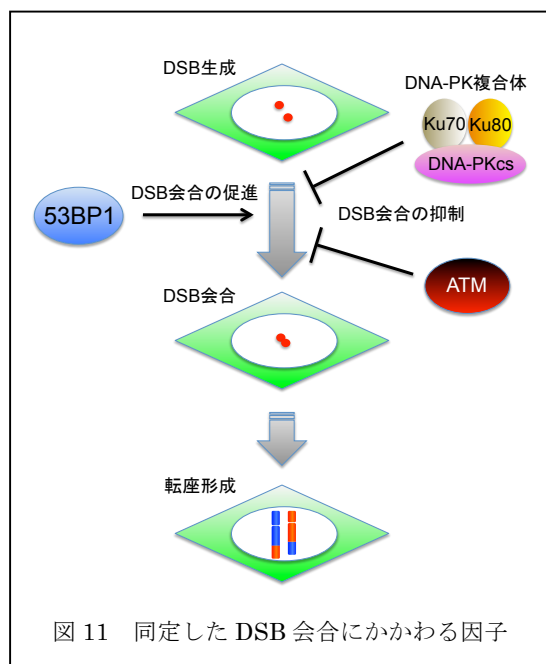 DSB生成
DNA-PK複合体
Ku70
Ku80
DNA-PKcs
DSB会合の促進
53BP1
DSB会合の抑制
ATM
DSB会合
転座形成
図 11 同定した DSB 会合にかかわる因子